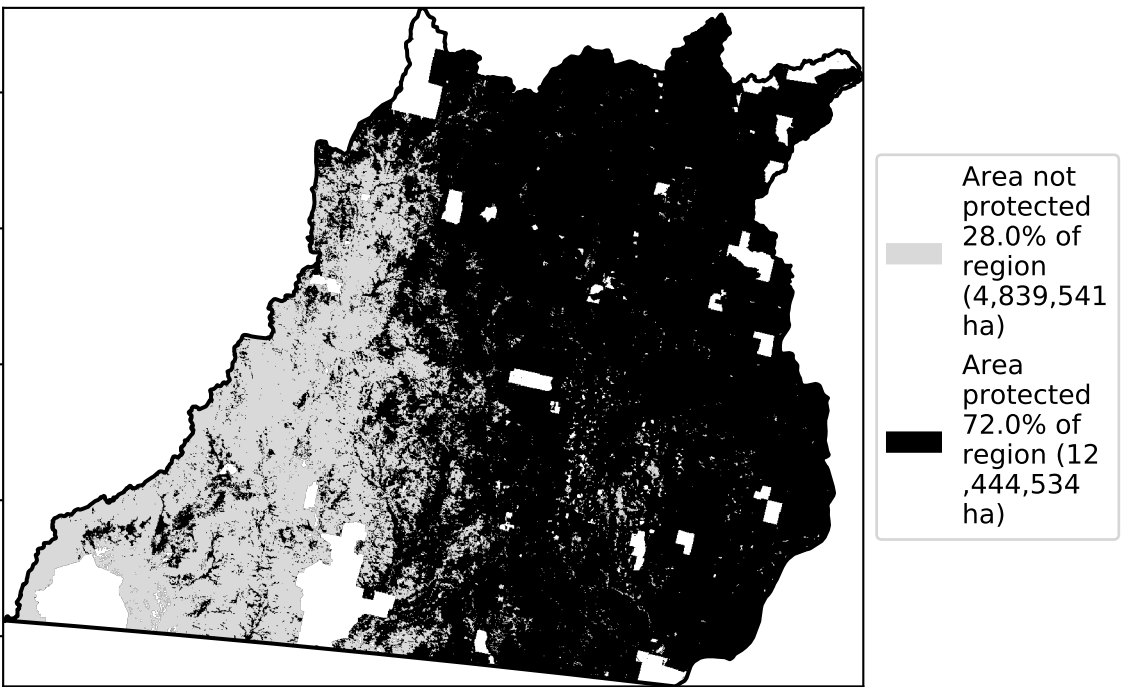 Area not
protected
28.0% of
region
(4,839,541
ha)
Area
protected
72.0% of
region (12
,444,534
ha)